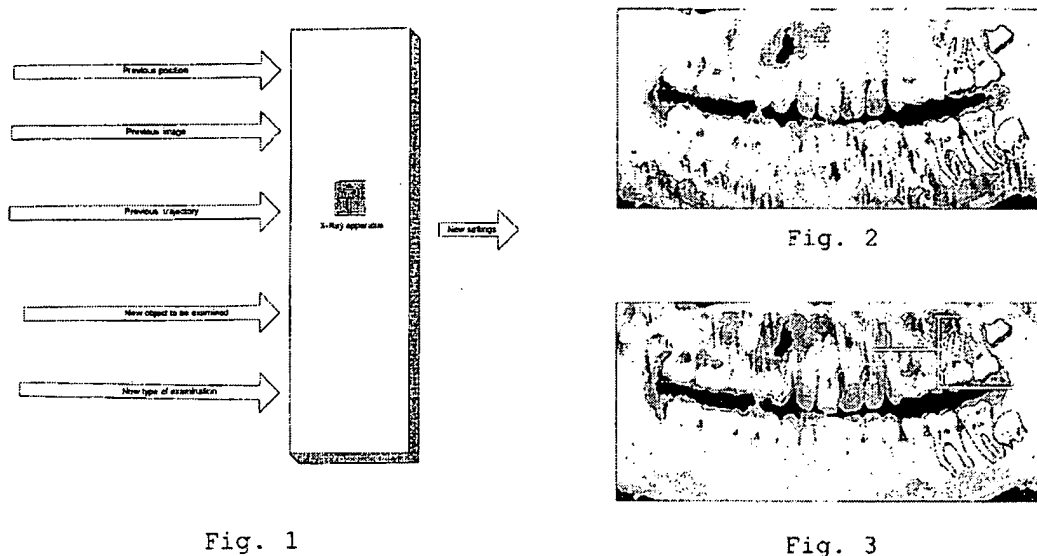 Previous position
Previous image
Previous trajectory
X-Ray apparatus
New settings
New object to be examined
New type of examination
Fig. 1
Fig. 2
Fig. 3